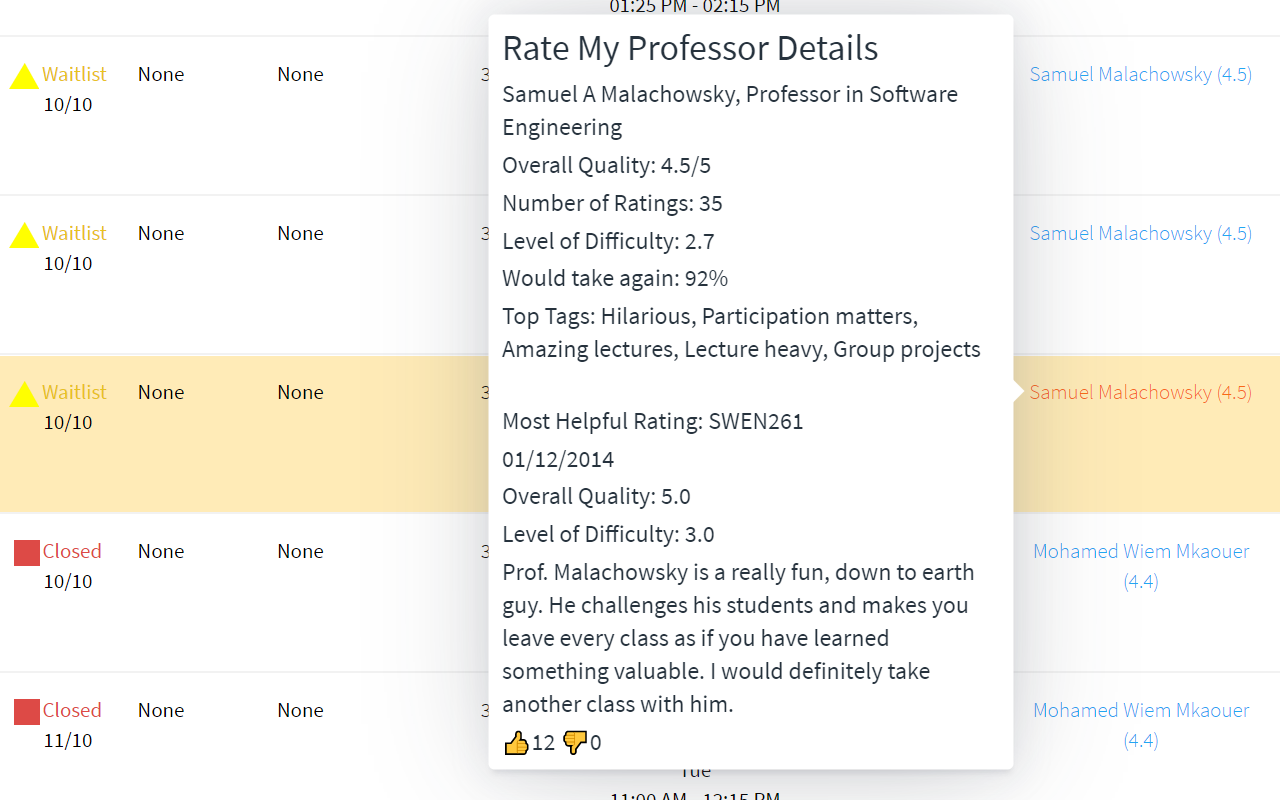 01:25 PM - 02:15 PM
Waitlist None None 3 Samuel Malachowsky (4.5)
10/10
Waitlist None None 3 Samuel Malachowsky (4.5)
10/10
Waitlist None None 3 Samuel Malachowsky (4.5)
10/10
Closed None None 3 Mohamed Wiem Mkaouer
10/10 (4.4)
Closed None None 3 Mohamed Wiem Mkaouer
11/10 (4.4)
Rate My Professor Details
Samuel A Malachowsky, Professor in Software
Engineering
Overall Quality: 4.5/5
Number of Ratings: 35
Level of Difficulty: 2.7
Would take again: 92%
Top Tags: Hilarious, Participation matters,
Amazing lectures, Lecture heavy, Group projects
Most Helpful Rating: SWEN261
01/12/2014
Overall Quality: 5.0
Level of Difficulty: 3.0
Prof. Malachowsky is a really fun, down to earth
guy. He challenges his students and makes you
leave every class as if you have learned
something valuable. I would definitely take
another class with him.
12 0
Tue
11:00 AM - 12:15 PM